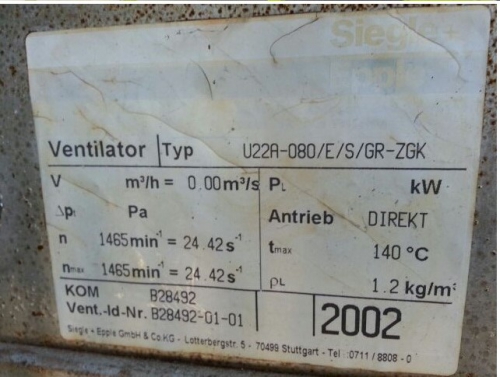 Siegle +
Epple
Ventilator Typ U22A-080/E/S/GR-ZGK
V m³/h = 0,00m³/s PL kW
Δpt Pa Antrieb DIREKT
n 1465min⁻¹ = 24.42s⁻¹ tmax 140 °C
nmax 1465min⁻¹ = 24.42s⁻¹ ρL 1.2 kg/m³
KOM B28492
Vent.-Id-Nr. B28492-01-01 2002
Siegle + Epple GmbH & Co.KG - Lotterbergstr. 5 - 70499 Stuttgart - Tel.:0711 / 8808 - 0